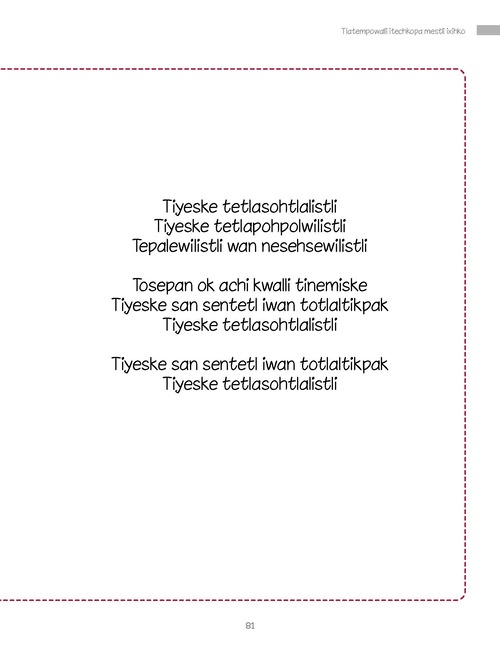 Tlatempowalli itechkopa mestli ixihko
Tiyeske tetlasohtlalistli
Tiyeske tetlapohpolwilistli
Tepalewilistli wan nesehsewilistli
Tosepan ok achi kwalli tinemiske
Tiyeske san sentetl iwan totlaltikpak
Tiyeske tetlasohtlalistli
Tiyeske san sentetl iwan totlaltikpak
Tiyeske tetlasohtlalistli
81